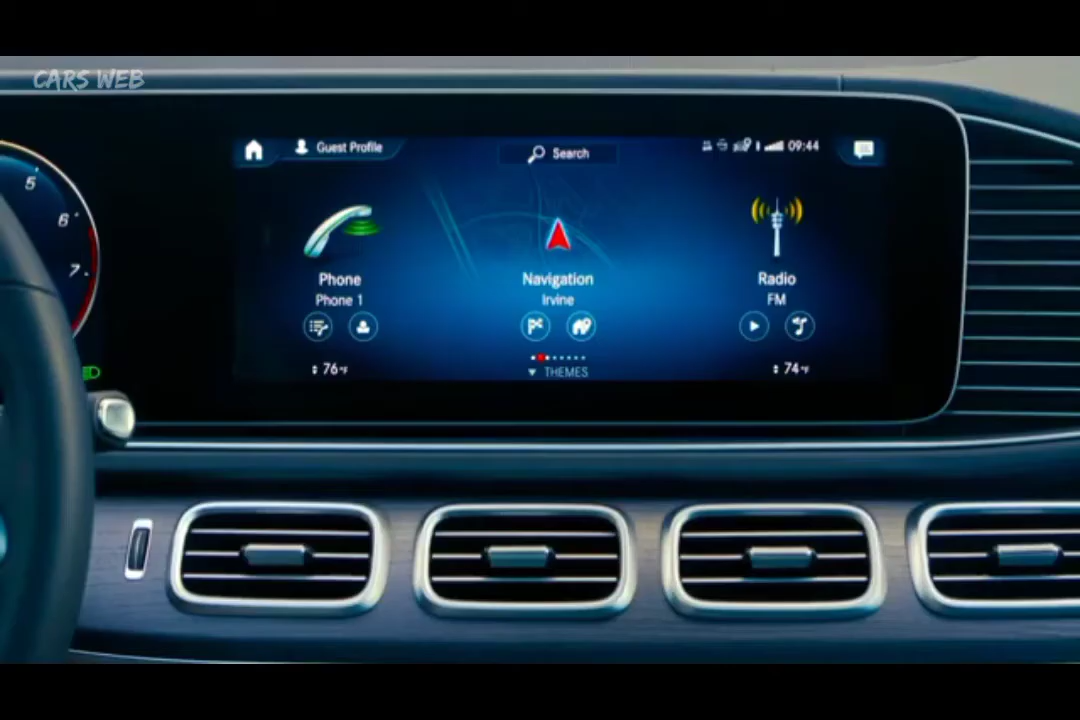 CARS WEB
Guest Profile
Search
09:44
5
6
7
Phone
Phone 1
Navigation
Irvine
Radio
FM
76°F
THEMES
74°F